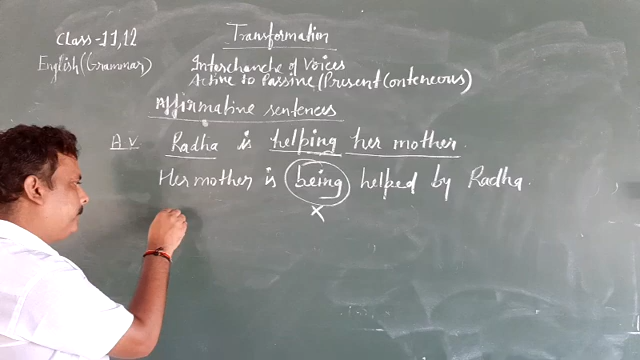 Class-11,12
English (Grammar)
Transformation
Interchange of Voices
Active to Passive (Present Conteneous)
Affirmative sentences
A.V Radha is helping her mother.
Her mother is being helped by Radha.
x